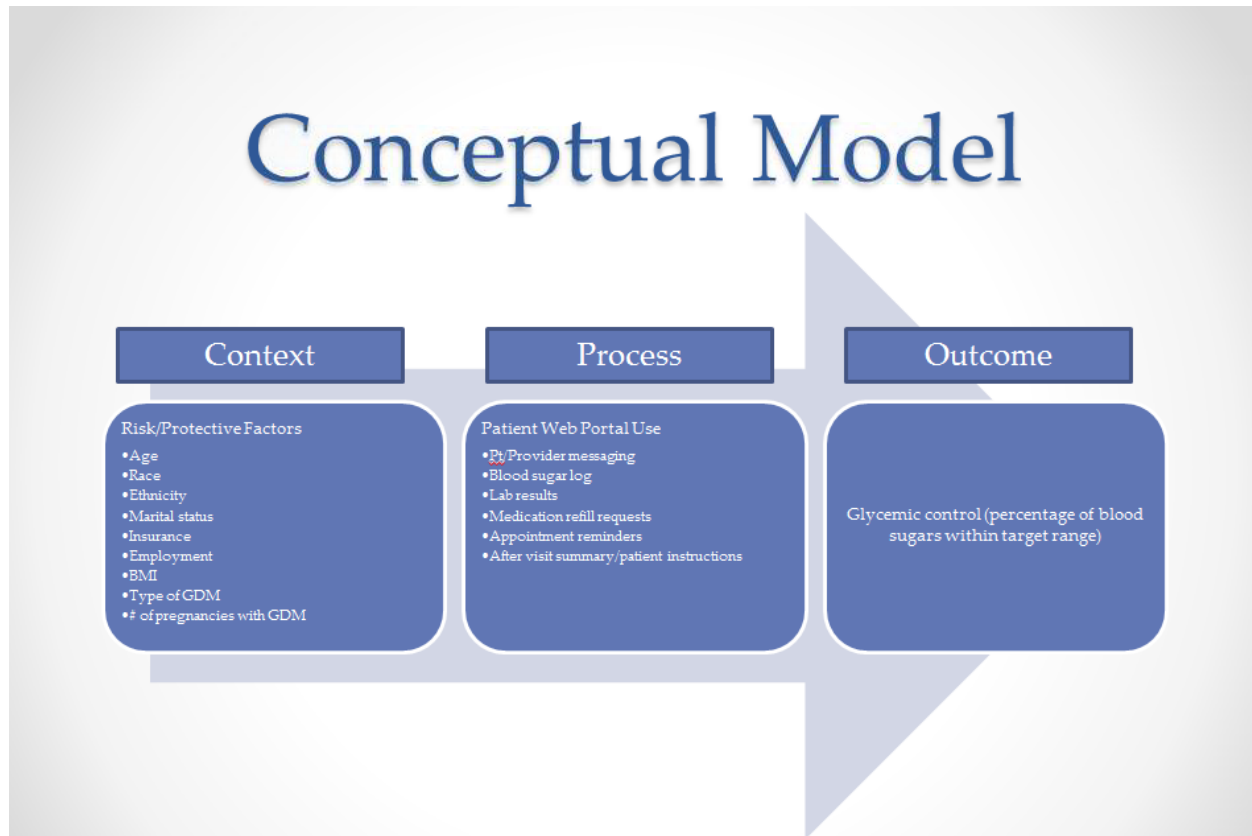 Conceptual Model
Context
Process
Outcome
Risk/Protective Factors
•Age
•Race
•Ethnicity
•Marital status
•Insurance
•Employment
•BMI
•Type of GDM
•# of pregnancies with GDM
Patient Web Portal Use
•Pt/Provider messaging
•Blood sugar log
•Lab results
•Medication refill requests
•Appointment reminders
•After visit summary/patient instructions
Glycemic control (percentage of blood
sugars within target range)